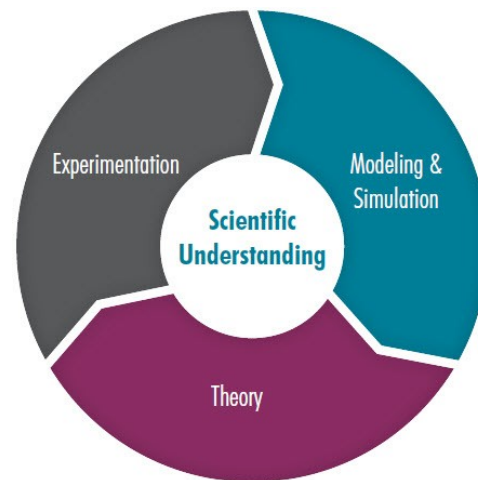 Experimentation
Modeling &
Simulation
Scientific
Understanding
Theory